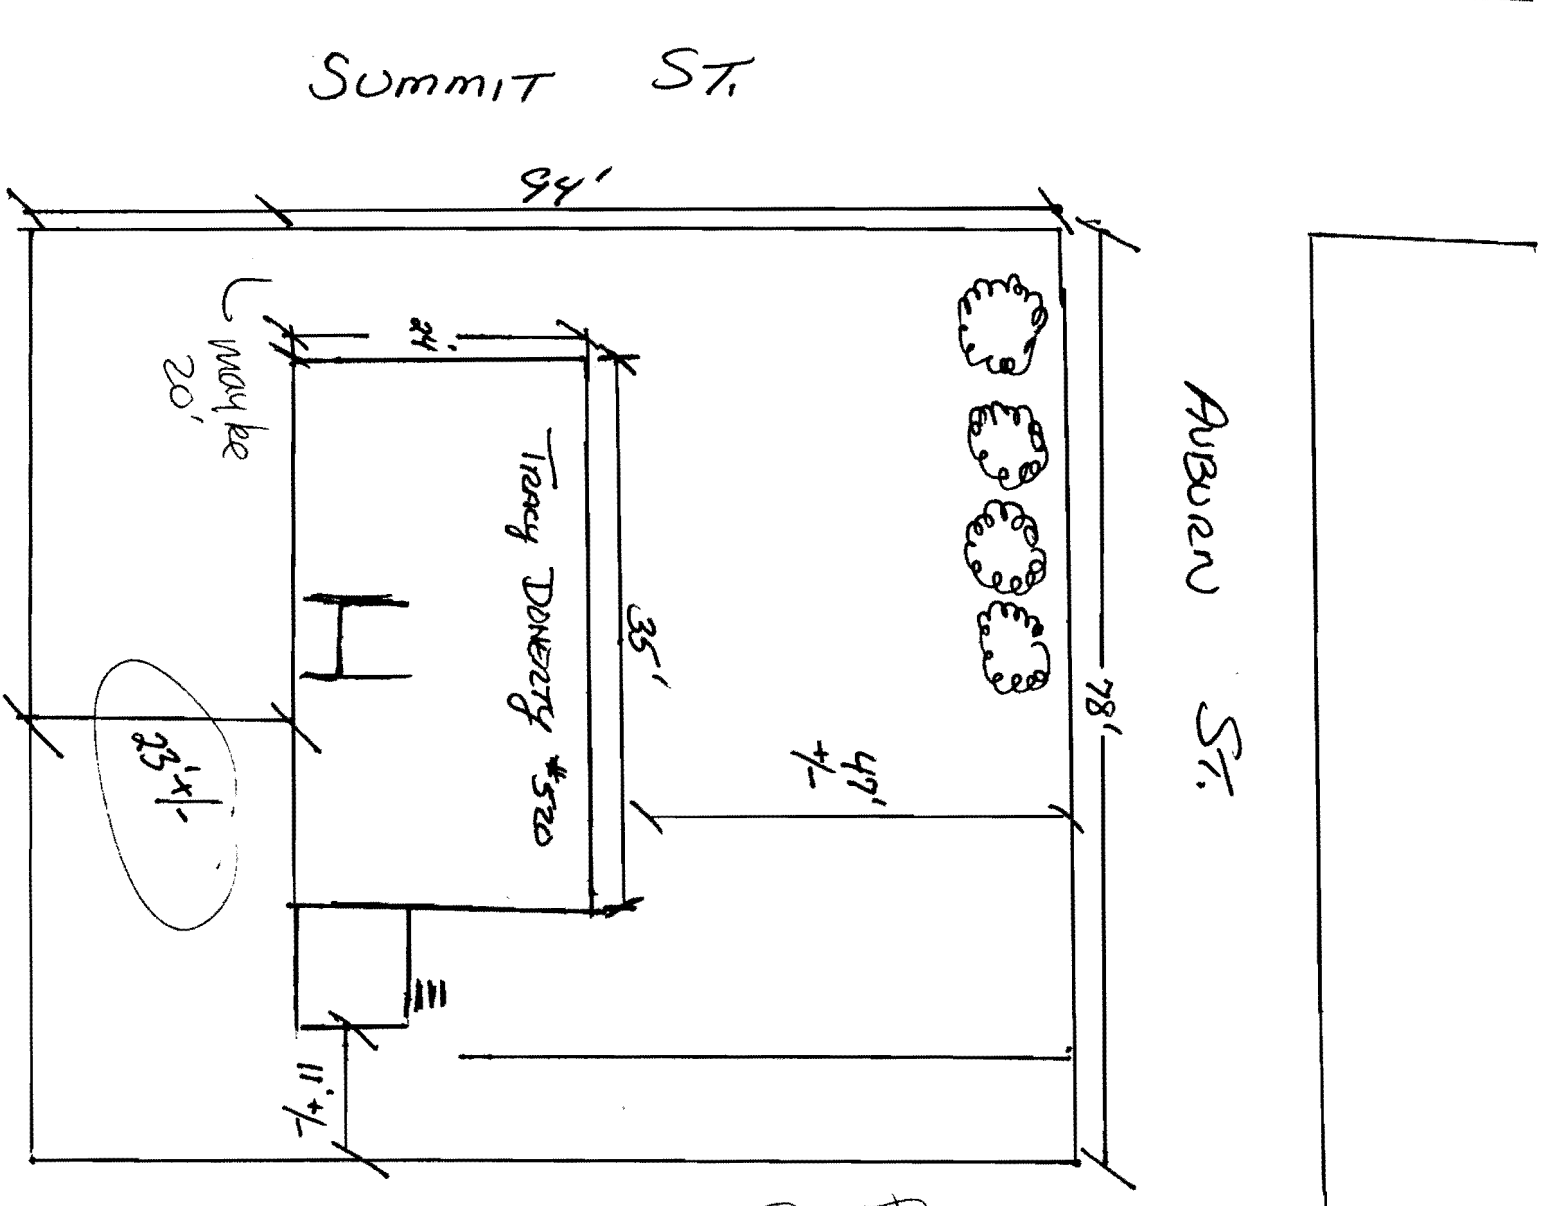 SUMMIT ST.
94'
24'
maybe
20'
TRACY DONERTY #520
35'
AUBURN ST.
78'
47'
+/-
23'+/-
11'+/-